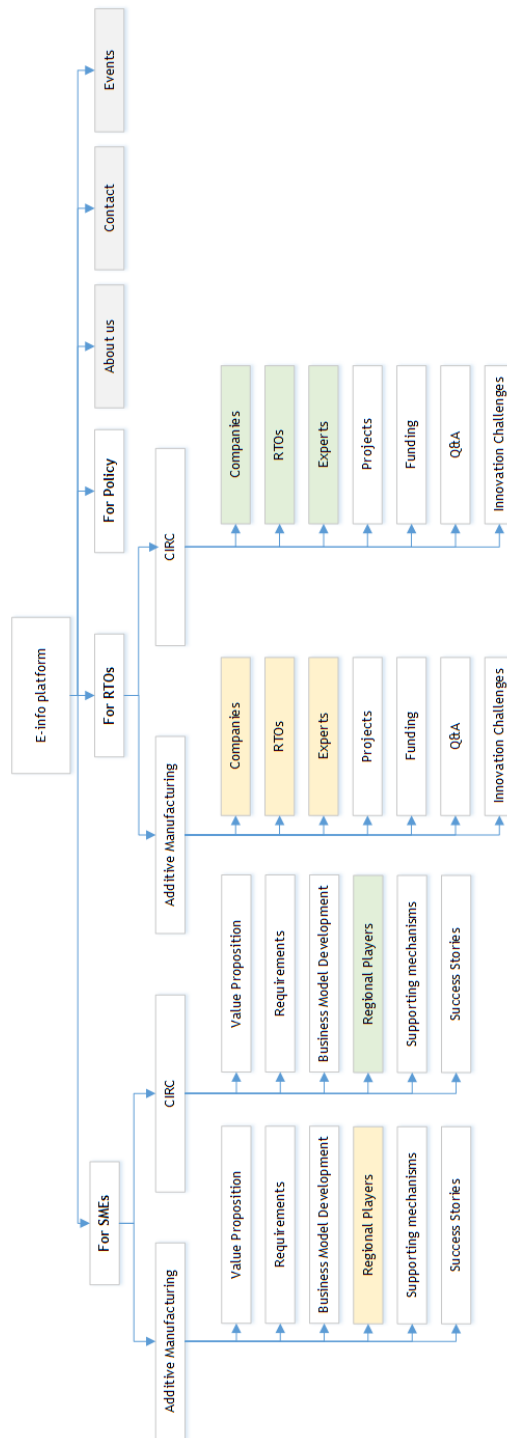 E-info platform
For SMEs
For RTOs
For Policy
About us
Contact
Events
Additive Manufacturing
CIRC
Additive Manufacturing
CIRC
Value Proposition
Requirements
Business Model Development
Regional Players
Supporting mechanisms
Success Stories
Value Proposition
Requirements
Business Model Development
Regional Players
Supporting mechanisms
Success Stories
Companies
RTOs
Experts
Projects
Funding
Q&A
Innovation Challenges
Companies
RTOs
Experts
Projects
Funding
Q&A
Innovation Challenges